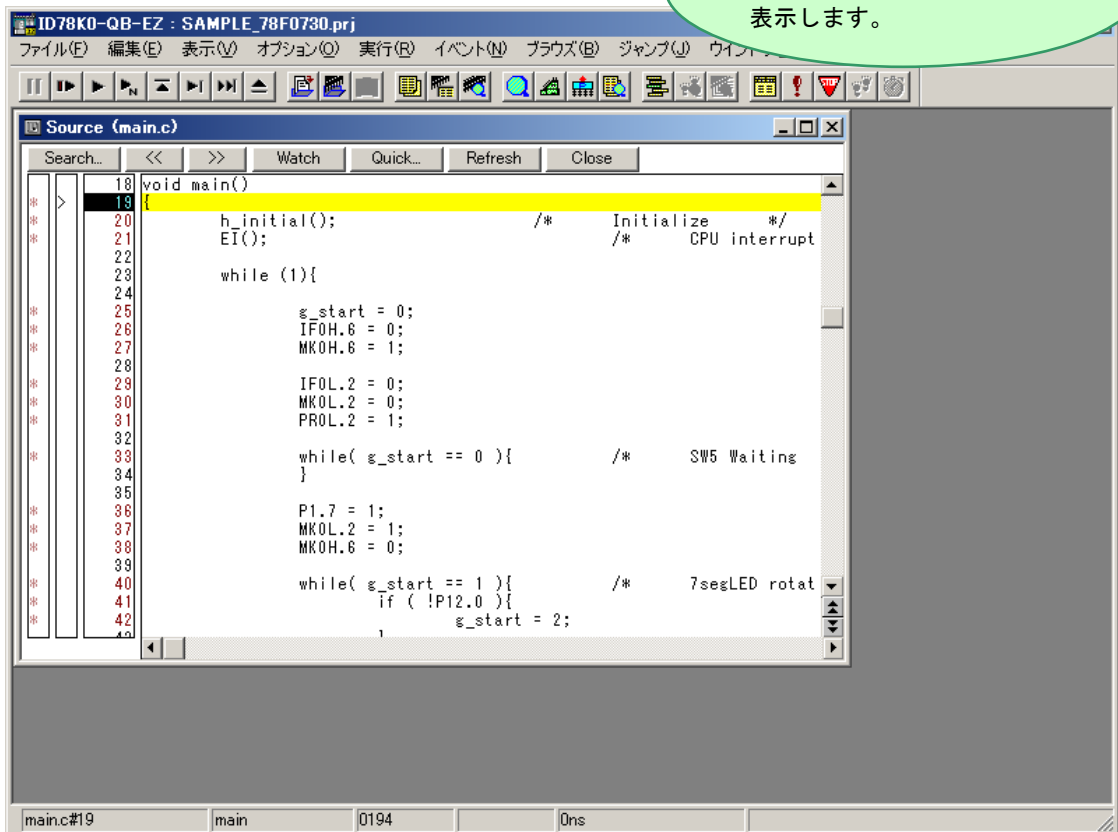 表示します。
ID78K0-QB-EZ : SAMPLE_78F0730.prj
ファイル(F) 編集(E) 表示(V) オプション(O) 実行(R) イベント(N) ブラウズ(B) ジャンプ(J)
Source (main.c)
Search... << >> Watch Quick... Refresh Close
18 void main()
* > 19 {
* 20 h_initial(); /* Initialize */
* 21 EI(); /* CPU interrupt
22
23 while (1){
24
* 25 g_start = 0;
* 26 IF0H.6 = 0;
* 27 MK0H.6 = 1;
28
* 29 IF0L.2 = 0;
* 30 MK0L.2 = 0;
* 31 PR0L.2 = 1;
32
* 33 while( g_start == 0 ){ /* SW5 Waiting
34 }
35
* 36 P1.7 = 1;
* 37 MK0L.2 = 1;
* 38 MK0H.6 = 0;
39
* 40 while( g_start == 1 ){ /* 7segLED rotat
* 41 if ( !P12.0 ){
* 42 g_start = 2;
main.c#19 main 0194 0ns